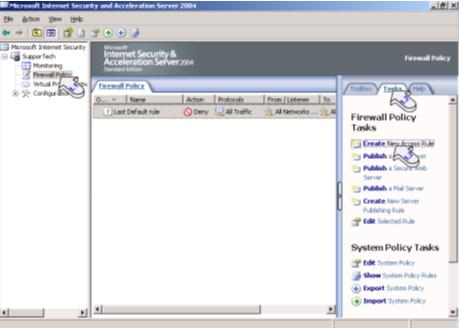 Microsoft Internet Security and Acceleration Server 2004
File Action View Help
Microsoft Internet Security
SupporTech
Monitoring
Firewall Policy
Virtual Pri
Configuration
Microsoft
Internet Security &
Acceleration Server 2004
Standard Edition
Firewall Policy
Firewall Policy
O... Name Action Protocols From / Listener To
Last Default rule Deny All Traffic All Networks ... Al
Toolbox Tasks Help
Firewall Policy
Tasks
Create New Access Rule
Publish a Server
Publish a Secure Web
Server
Publish a Mail Server
Create New Server
Publishing Rule
Edit Selected Rule
System Policy Tasks
Edit System Policy
Show System Policy Rules
Export System Policy
Import System Policy